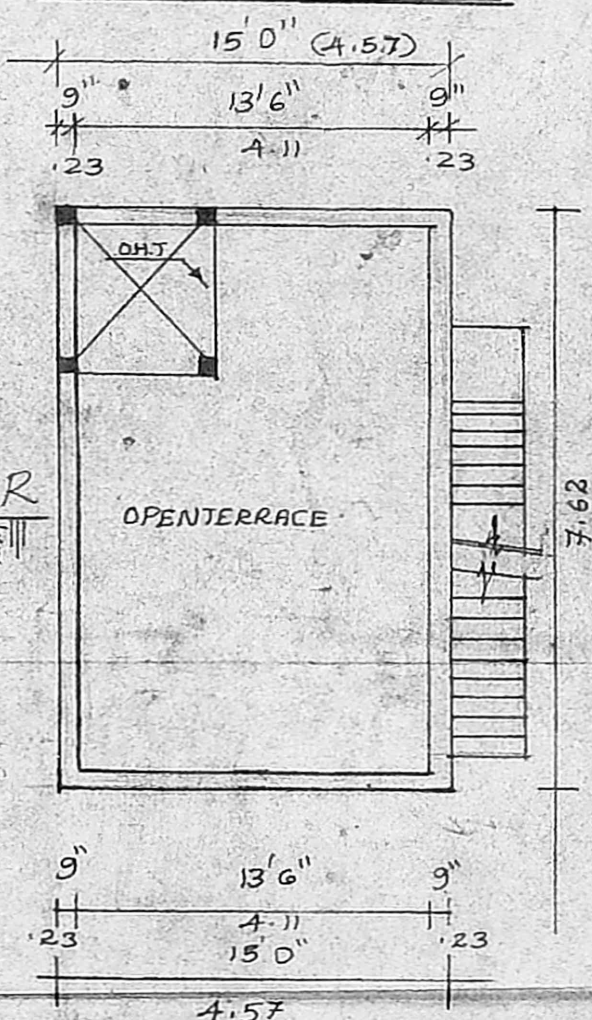 15'0" (4.57)
9" 13'6" 9"
.23 4.11 .23
O.H.T
R
OPENTERRACE
7.62
9" 13'6" 9"
.23 4.11 .23
15'0"
4.57